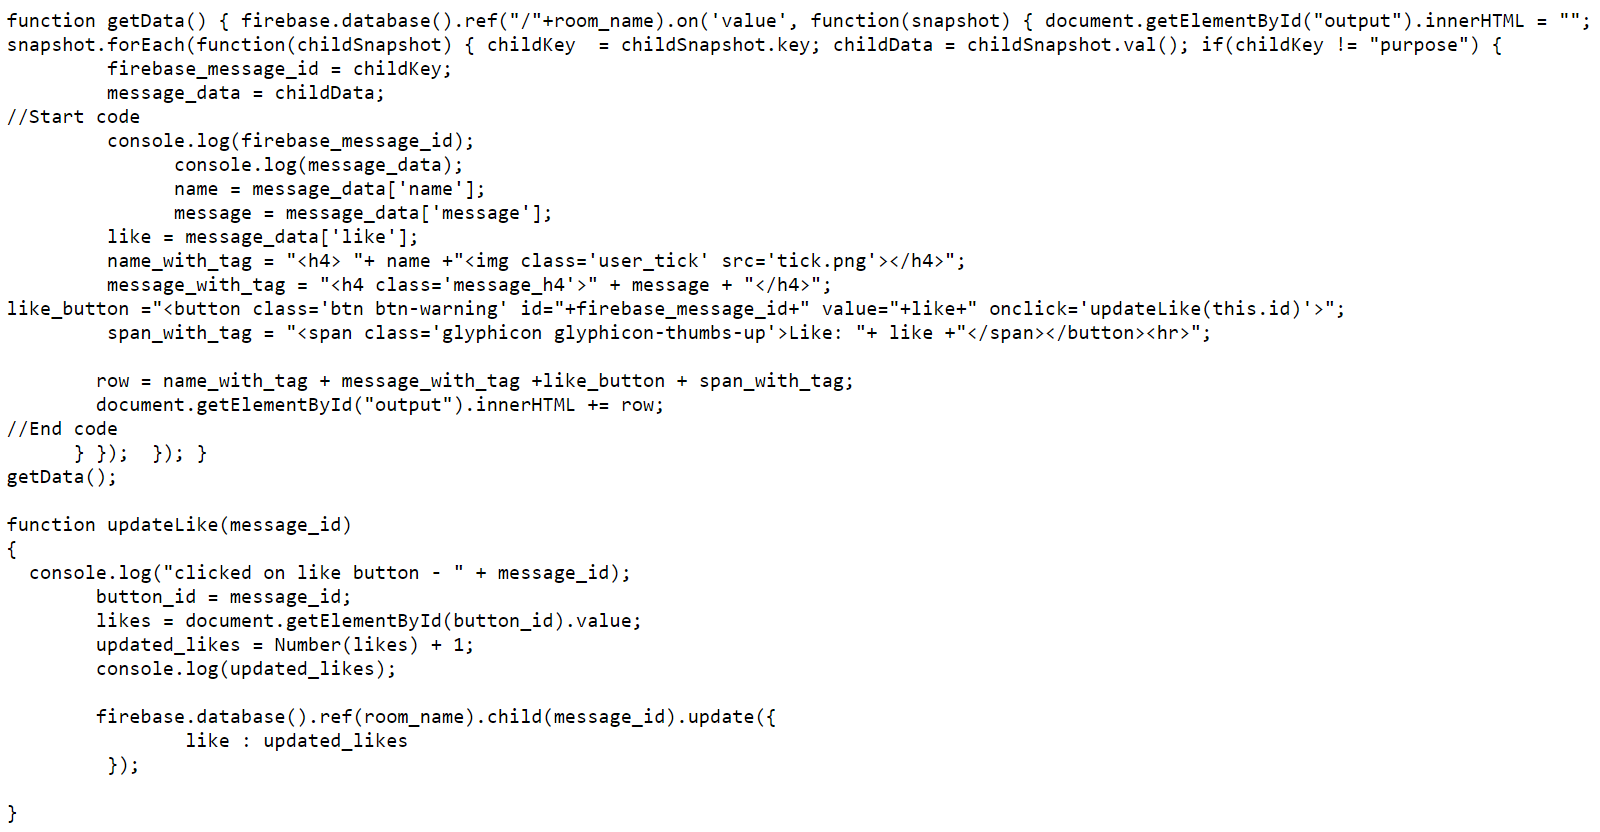 function getData() { firebase.database().ref("/"+room_name).on('value', function(snapshot) { document.getElementById("output").innerHTML = "";
snapshot.forEach(function(childSnapshot) { childKey  = childSnapshot.key; childData = childSnapshot.val(); if(childKey != "purpose") {
         firebase_message_id = childKey;
         message_data = childData;
//Start code
         console.log(firebase_message_id);
               console.log(message_data);
               name = message_data['name'];
               message = message_data['message'];
         like = message_data['like'];
         name_with_tag = "<h4> "+ name +"<img class='user_tick' src='tick.png'></h4>";
         message_with_tag = "<h4 class='message_h4'>" + message + "</h4>";
like_button ="<button class='btn btn-warning' id="+firebase_message_id+" value="+like+" onclick='updateLike(this.id)'>";
         span_with_tag = "<span class='glyphicon glyphicon-thumbs-up'>Like: "+ like +"</span></button><hr>";

        row = name_with_tag + message_with_tag +like_button + span_with_tag;
        document.getElementById("output").innerHTML += row;
//End code
      } });  }); }
getData();

function updateLike(message_id)
{
  console.log("clicked on like button - " + message_id);
        button_id = message_id;
        likes = document.getElementById(button_id).value;
        updated_likes = Number(likes) + 1;
        console.log(updated_likes);

        firebase.database().ref(room_name).child(message_id).update({
                like : updated_likes
         });

}